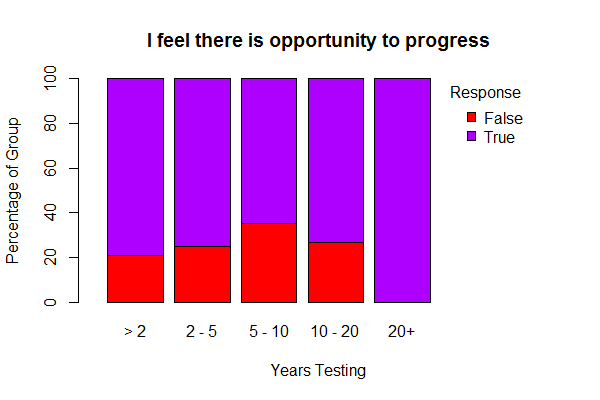 I feel there is opportunity to progress
Response
False
True
Percentage of Group
0
20
40
60
80
100
> 2
2 - 5
5 - 10
10 - 20
20+
Years Testing